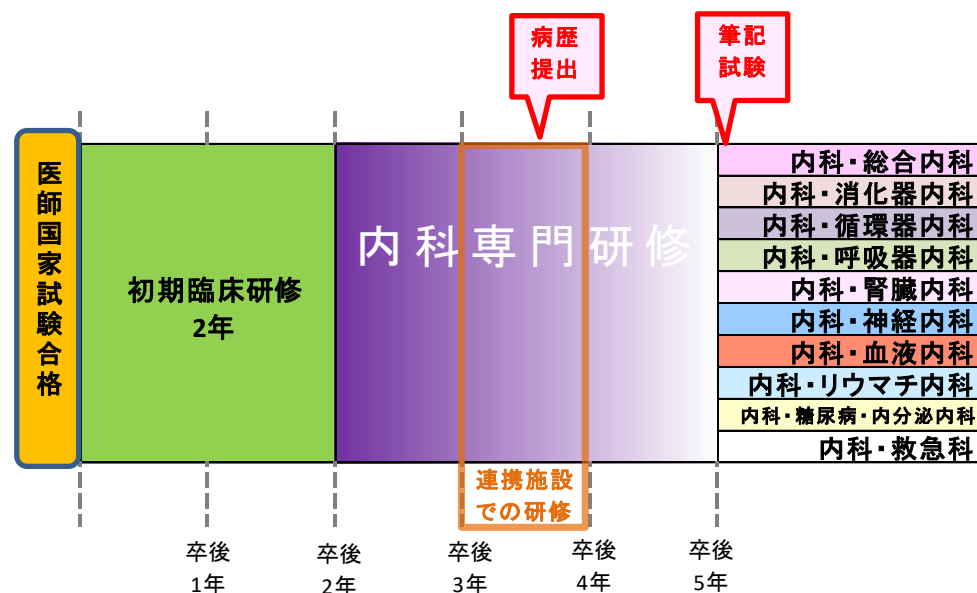 病歴
提出
筆記
試験
医師国家試験合格
初期臨床研修
2年
内科専門研修
内科・総合内科
内科・消化器内科
内科・循環器内科
内科・呼吸器内科
内科・腎臓内科
内科・神経内科
内科・血液内科
内科・リウマチ内科
内科・糖尿病・内分泌内科
内科・救急科
連携施設
での研修
卒後
1年
卒後
2年
卒後
3年
卒後
4年
卒後
5年